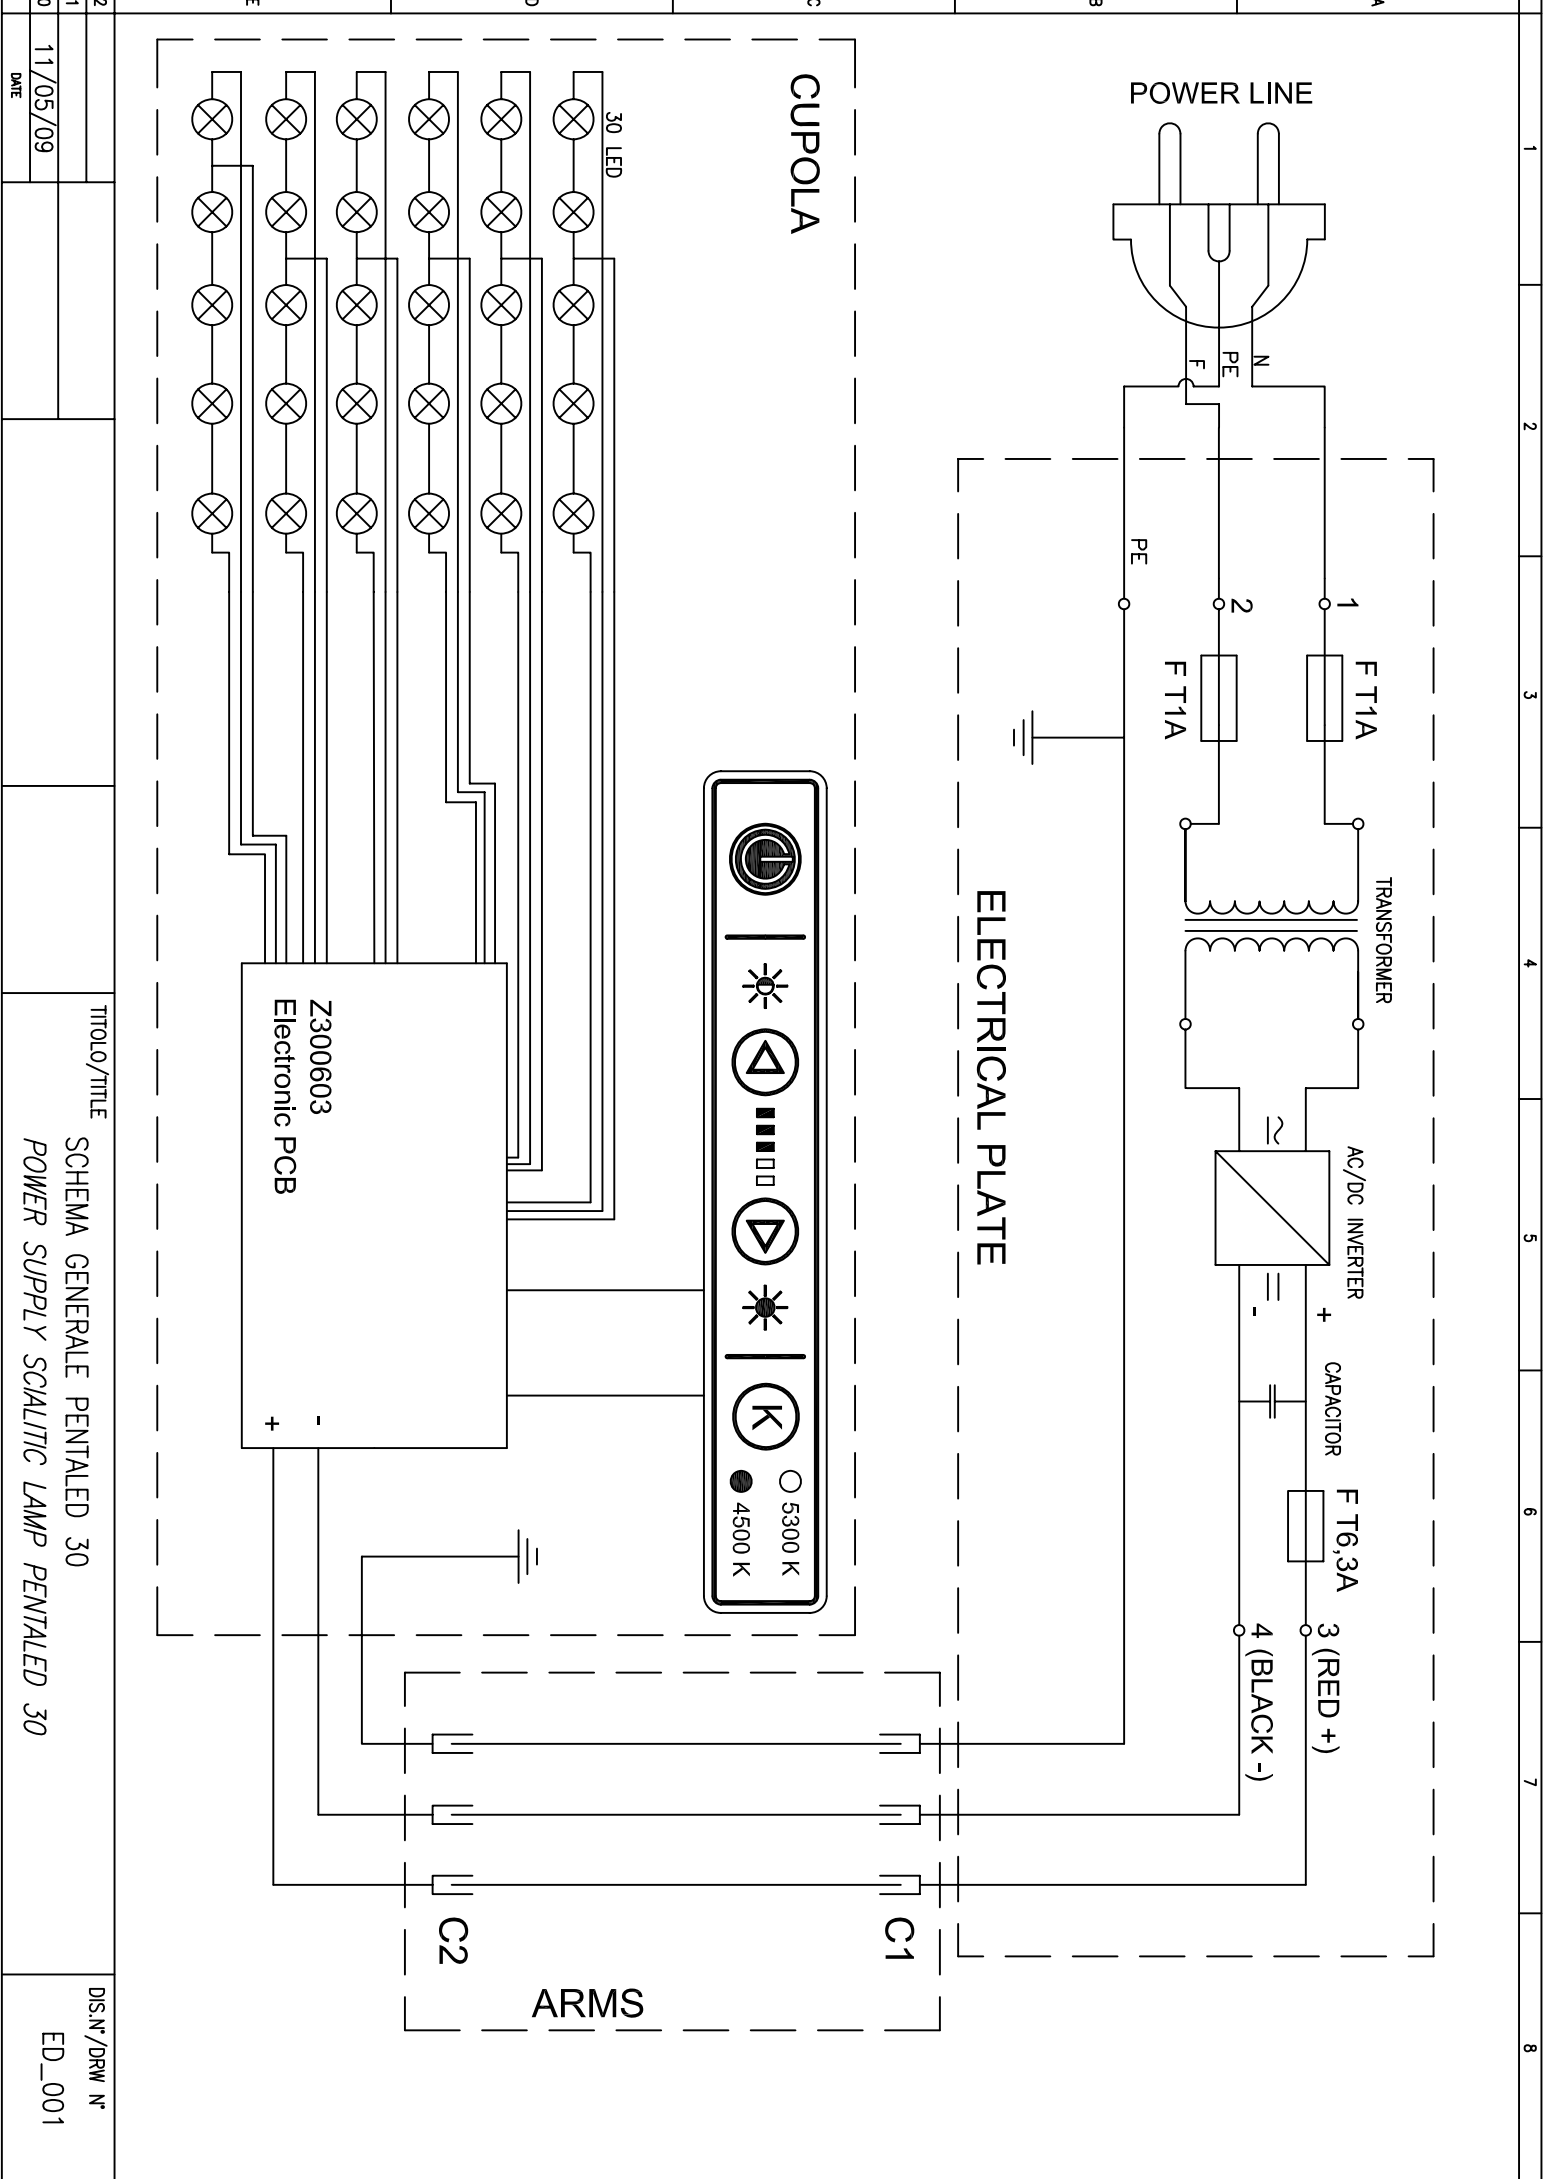 A
B
C
D
E
1
2
3
4
5
6
7
8
POWER LINE
N
PE
F
PE
1
2
F T1A
F T1A
TRANSFORMER
AC/DC INVERTER
+
-
CAPACITOR
F T6,3A
3 (RED +)
4 (BLACK -)
ELECTRICAL PLATE
CUPOLA
30 LED
K
5300 K
4500 K
Z300603
Electronic PCB
-
+
C1
C2
ARMS
2
1
0
11/05/09
DATE
TITOLO/TITLE
SCHEMA GENERALE PENTALED 30
POWER SUPPLY SCIALITIC LAMP PENTALED 30
DIS.N°/DRW N°
ED_001